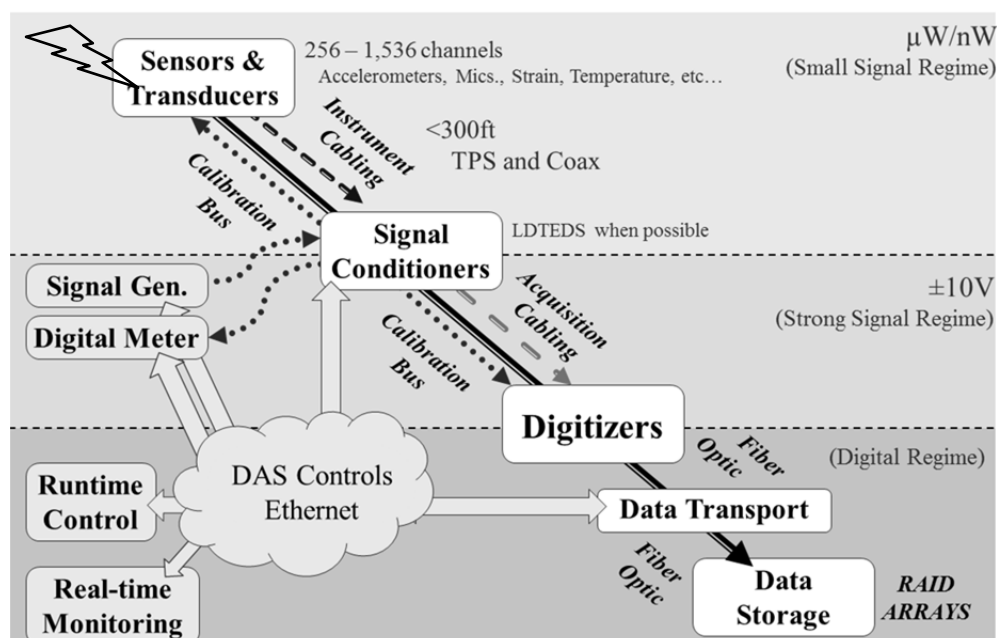 Sensors &
Transducers
256 – 1,536 channels
Accelerometers, Mics., Strain, Temperature, etc…
µW/nW
(Small Signal Regime)
Instrument
Cabling
<300ft
TPS and Coax
Calibration
Bus
Signal
Conditioners
LDTEDS when possible
Signal Gen.
Digital Meter
Acquisition
Cabling
±10V
(Strong Signal Regime)
Calibration
Bus
Digitizers
Fiber
Optic
(Digital Regime)
DAS Controls
Ethernet
Runtime
Control
Data Transport
Fiber
Optic
Real-time
Monitoring
Data
Storage
RAID
ARRAYS